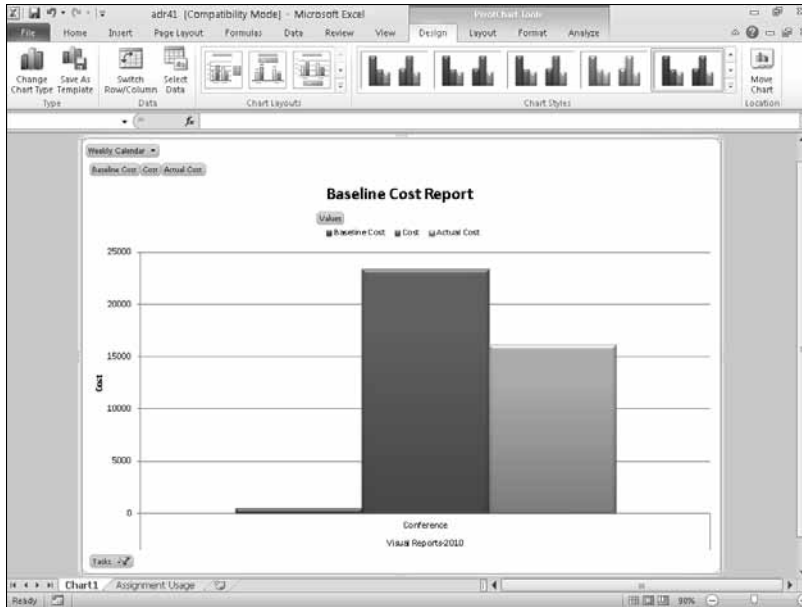 adr41 [Compatibility Mode] - Microsoft Excel
PivotChart Tools
File Home Insert Page Layout Formulas Data Review View Design Layout Format Analyze
Change Chart Type
Save As Template
Switch Row/Column
Select Data
Move Chart
Type Data Chart Layouts Chart Styles Location
fx
Weekly Calendar
Baseline Cost Cost Actual Cost
Baseline Cost Report
Values
Baseline Cost Cost Actual Cost
25000
20000
15000
10000
5000
0
Cost
Conference
Visual Reports-2010
Tasks
Chart1 Assignment Usage
Ready 90%